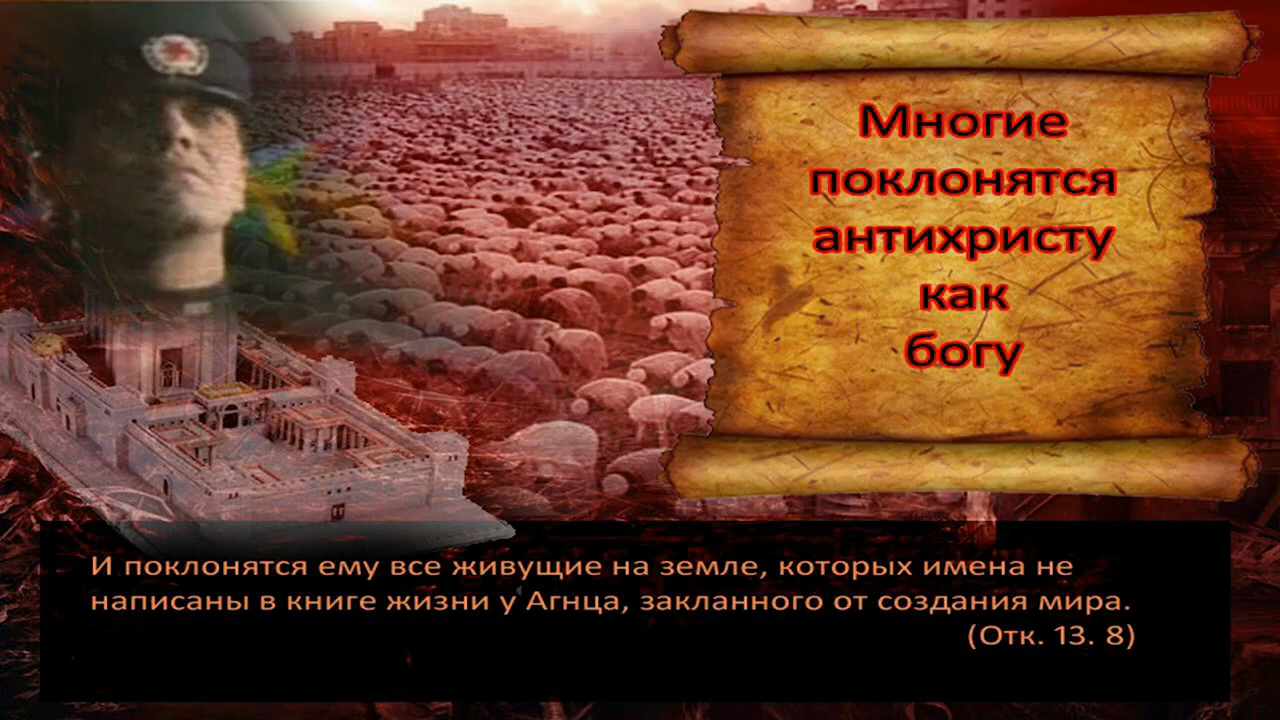 Многие
поклонятся
антихристу
как
богу
И поклонятся ему все живущие на земле, которых имена не
написаны в книге жизни у Агнца, закланного от создания мира.
(Отк. 13. 8)